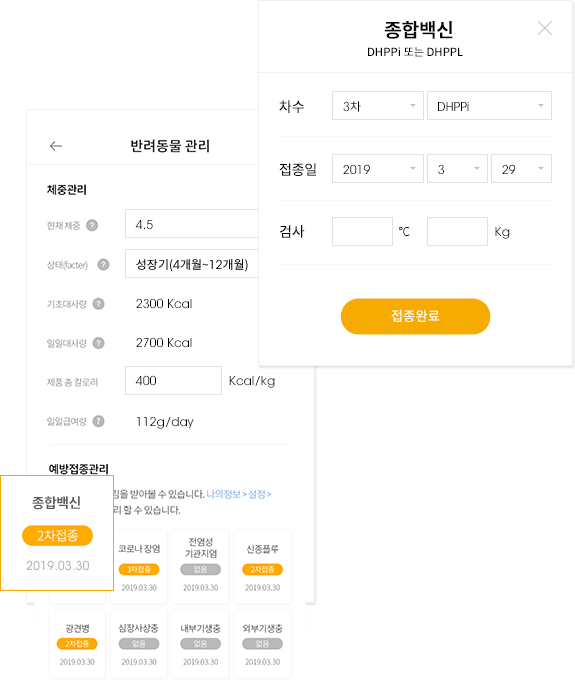 종합백신
DHPPi 또는 DHPPL
차수 3차 DHPPi
접종일 2019 3 29
검사 ℃ Kg
접종완료
반려동물 관리
체중관리
현재 체중 ? 4.5
상태(facter) ? 성장기(4개월~12개월)
기초대사량 ? 2300 Kcal
일일대사량 ? 2700 Kcal
제품 총 칼로리 400 Kcal/kg
일일급여량 ? 112g/day
예방접종관리
림을 받아볼 수 있습니다. 나의정보 > 설정 >
리 할 수 있습니다.
종합백신
2차접종
2019.03.30
코로나 장염
3차접종
2019.03.30
전염성
기관지염
없음
2019.03.30
신종플루
2차접종
2019.03.30
광견병
2차접종
2019.03.30
심장사상충
없음
2019.03.30
내부기생충
없음
2019.03.30
외부기생충
없음
2019.03.30